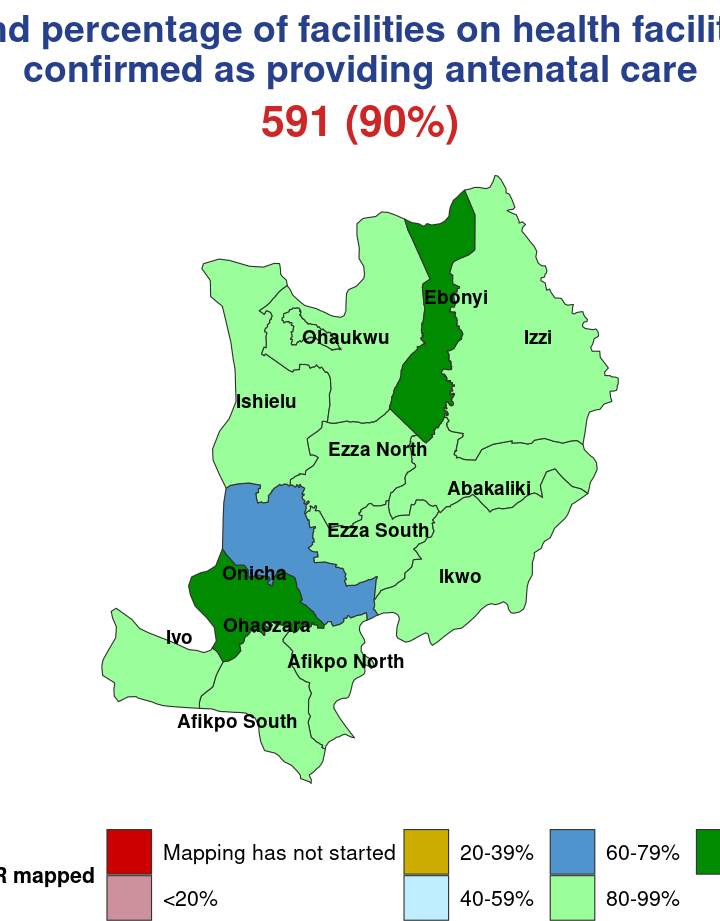 nd percentage of facilities on health facilit
confirmed as providing antenatal care
591 (90%)
Ebonyi
Ohaukwu
Izzi
Ishielu
Ezza North
Abakaliki
Ezza South
Onicha
Ikwo
Ohaozara
Ivo
Afikpo North
Afikpo South
R mapped
Mapping has not started
20-39%
60-79%
<20%
40-59%
80-99%